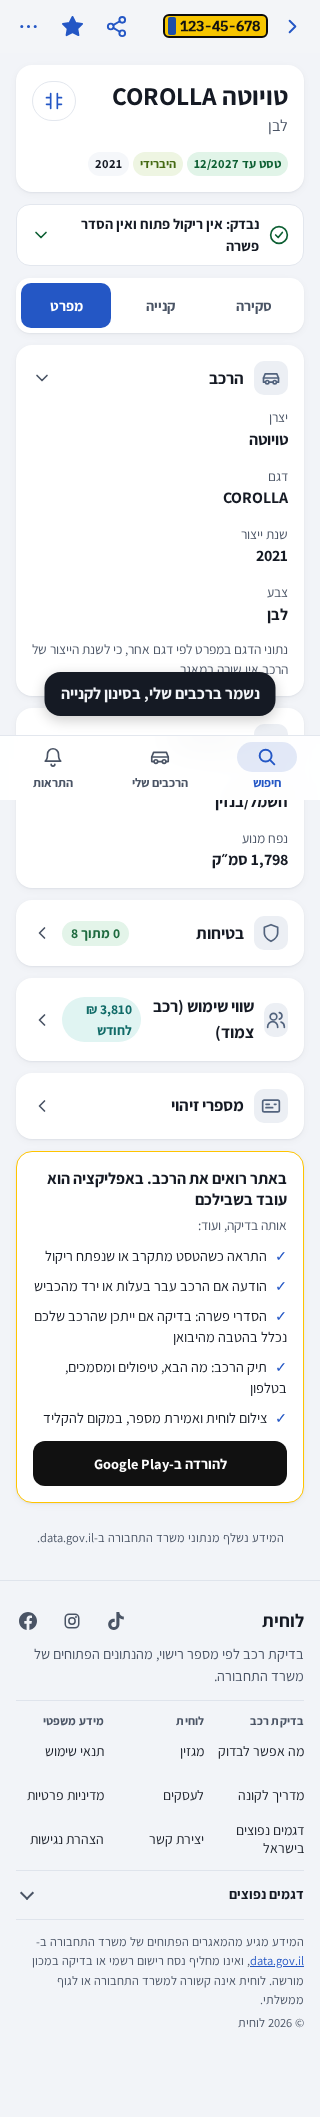 123-45-678
טויוטה COROLLA
לבן
טסט עד 12/2027
היברידי
2021
נבדק: אין ריקול פתוח ואין הסדר
פשרה
סקירה
קנייה
מפרט
הרכב
יצרן
טויוטה
דגם
COROLLA
שנת ייצור
2021
צבע
לבן
נתוני הדגם במפרט לפי דגם אחר, כי לשנת הייצור של
הרכב אין שורה במאגר
נשמר ברכבים שלי, בסינון לקנייה
חיפוש
הרכבים שלי
התראות
חשמל/בנזין
נפח מנוע
1,798 סמ״ק
בטיחות
0 מתוך 8
שווי שימוש (רכב
צמוד)
3,810 ₪
לחודש
מספרי זיהוי
באתר רואים את הרכב. באפליקציה הוא
עובד בשבילכם
אותה בדיקה, ועוד:
✓ התראה כשהטסט מתקרב או שנפתח ריקול
✓ הודעה אם הרכב עבר בעלות או ירד מהכביש
✓ הסדרי פשרה: בדיקה אם ייתכן שהרכב שלכם
נכלל בהטבה מהיבואן
✓ תיק הרכב: מה הבא, טיפולים ומסמכים,
בטלפון
✓ צילום לוחית ואמירת מספר, במקום להקליד
להורדה ב-Google Play
המידע נשלף מנתוני משרד התחבורה ב-data.gov.il.
לוחית
בדיקת רכב לפי מספר רישוי, מהנתונים הפתוחים של
משרד התחבורה.
בדיקת רכב
לוחית
מידע משפטי
מה אפשר לבדוק
מגזין
תנאי שימוש
מדריך לקונה
לעסקים
מדיניות פרטיות
דגמים נפוצים
בישראל
יצירת קשר
הצהרת נגישות
דגמים נפוצים
המידע מגיע מהמאגרים הפתוחים של משרד התחבורה ב-
data.gov.il, ואינו מחליף נסח רישום רשמי או בדיקה במכון
מורשה. לוחית אינה קשורה למשרד התחבורה או לגוף
ממשלתי.
© 2026 לוחית